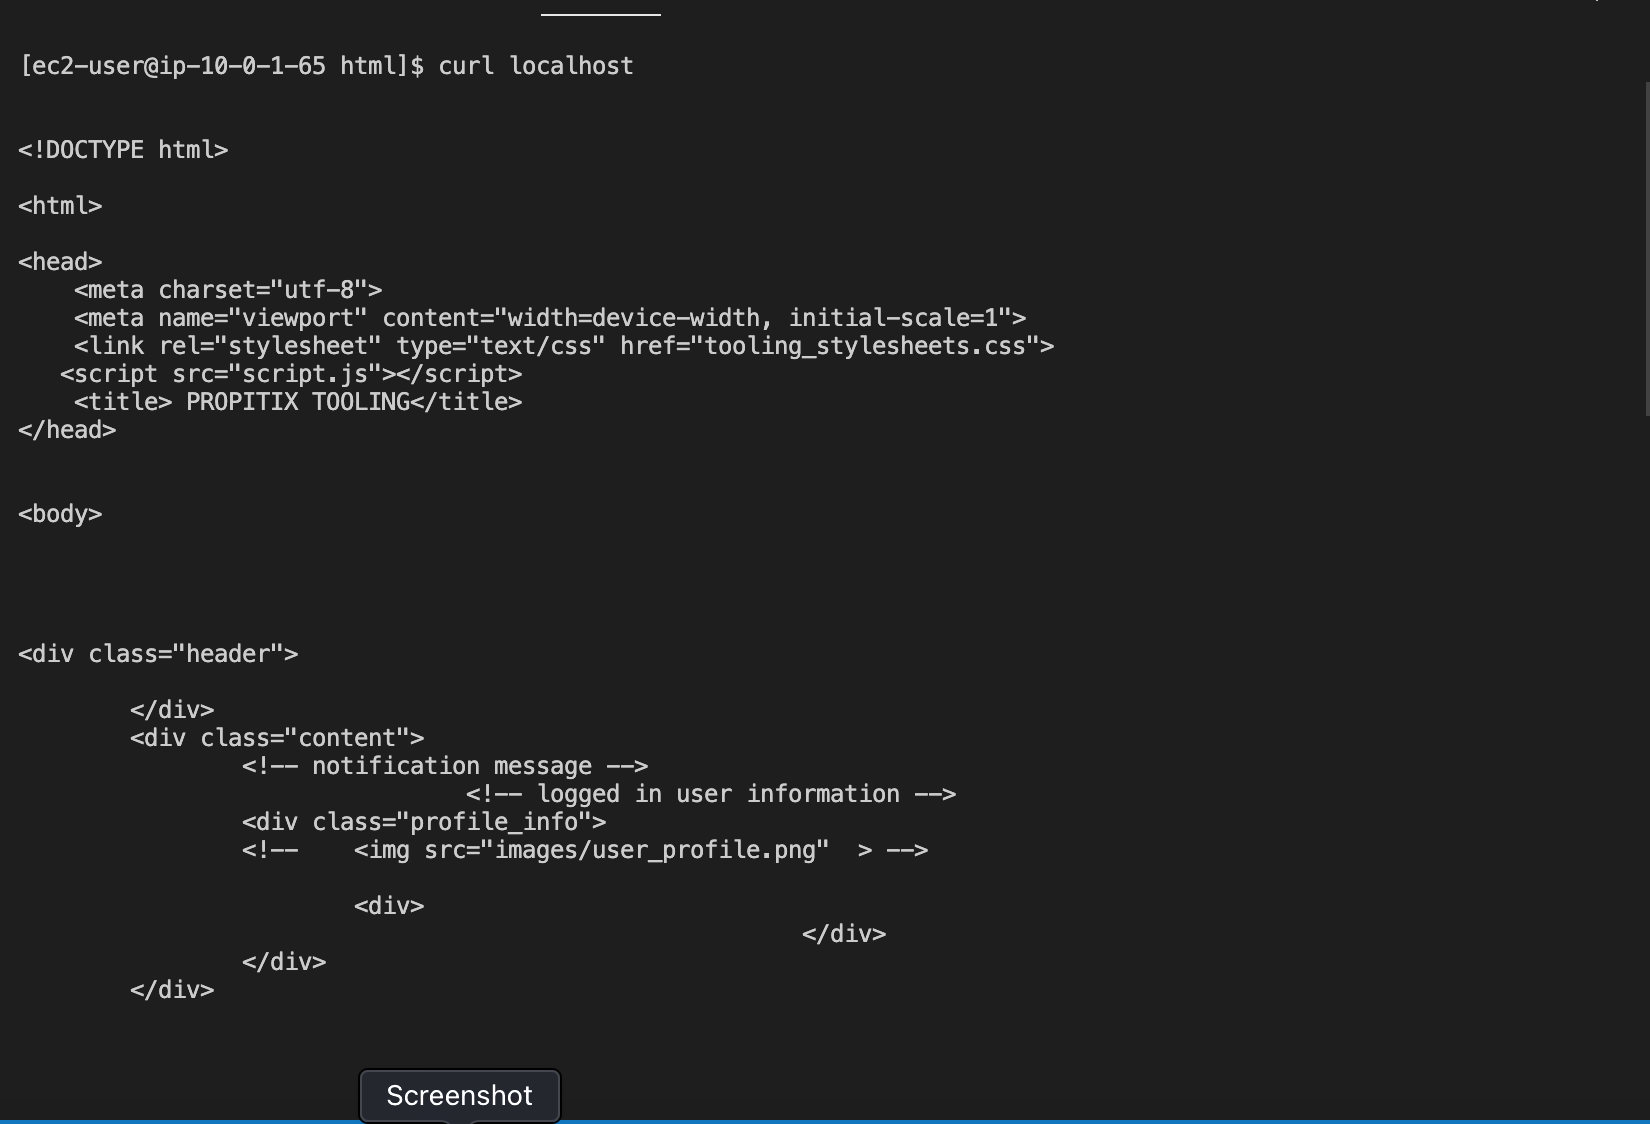 [ec2-user@ip-10-0-1-65 html]$ curl localhost
<!DOCTYPE html>
<html>
<head>
    <meta charset="utf-8">
    <meta name="viewport" content="width=device-width, initial-scale=1">
    <link rel="stylesheet" type="text/css" href="tooling_stylesheets.css">
   <script src="script.js"></script>
    <title> PROPITIX TOOLING</title>
</head>
<body>
<div class="header">
        </div>
        <div class="content">
                <!-- notification message -->
                                <!-- logged in user information -->
                <div class="profile_info">
                <!--    <img src="images/user_profile.png"  > -->
                        <div>
                                                        </div>
                </div>
        </div>
Screenshot